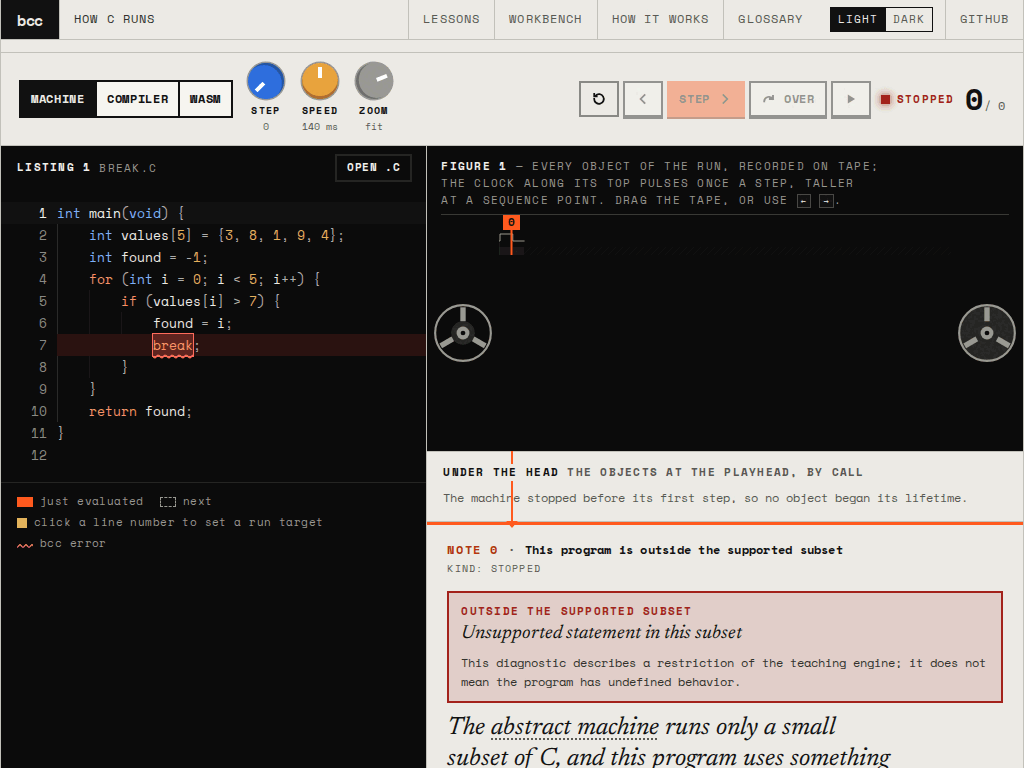 bcc HOW C RUNS LESSONS WORKBENCH HOW IT WORKS GLOSSARY LIGHT DARK GITHUB
MACHINE COMPILER WASM
STEP SPEED ZOOM
0 140 ms fit
STEP OVER STOPPED 0 / 0
LISTING 1 BREAK.C OPEN .C
1 int main(void) {
2     int values[5] = {3, 8, 1, 9, 4};
3     int found = -1;
4     for (int i = 0; i < 5; i++) {
5         if (values[i] > 7) {
6             found = i;
7             break;
8         }
9     }
10     return found;
11 }
12
just evaluated next
click a line number to set a run target
bcc error
FIGURE 1 — EVERY OBJECT OF THE RUN, RECORDED ON TAPE;
THE CLOCK ALONG ITS TOP PULSES ONCE A STEP, TALLER
AT A SEQUENCE POINT. DRAG THE TAPE, OR USE ← →.
0
UNDER THE HEAD THE OBJECTS AT THE PLAYHEAD, BY CALL
The machine stopped before its first step, so no object began its lifetime.
NOTE 0 · This program is outside the supported subset
KIND: STOPPED
OUTSIDE THE SUPPORTED SUBSET
Unsupported statement in this subset
This diagnostic describes a restriction of the teaching engine; it does not
mean the program has undefined behavior.
The abstract machine runs only a small
subset of C, and this program uses something